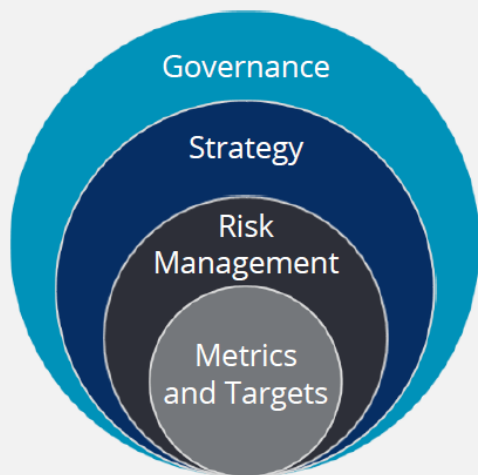 Governance
Strategy
Risk
Management
Metrics
and Targets